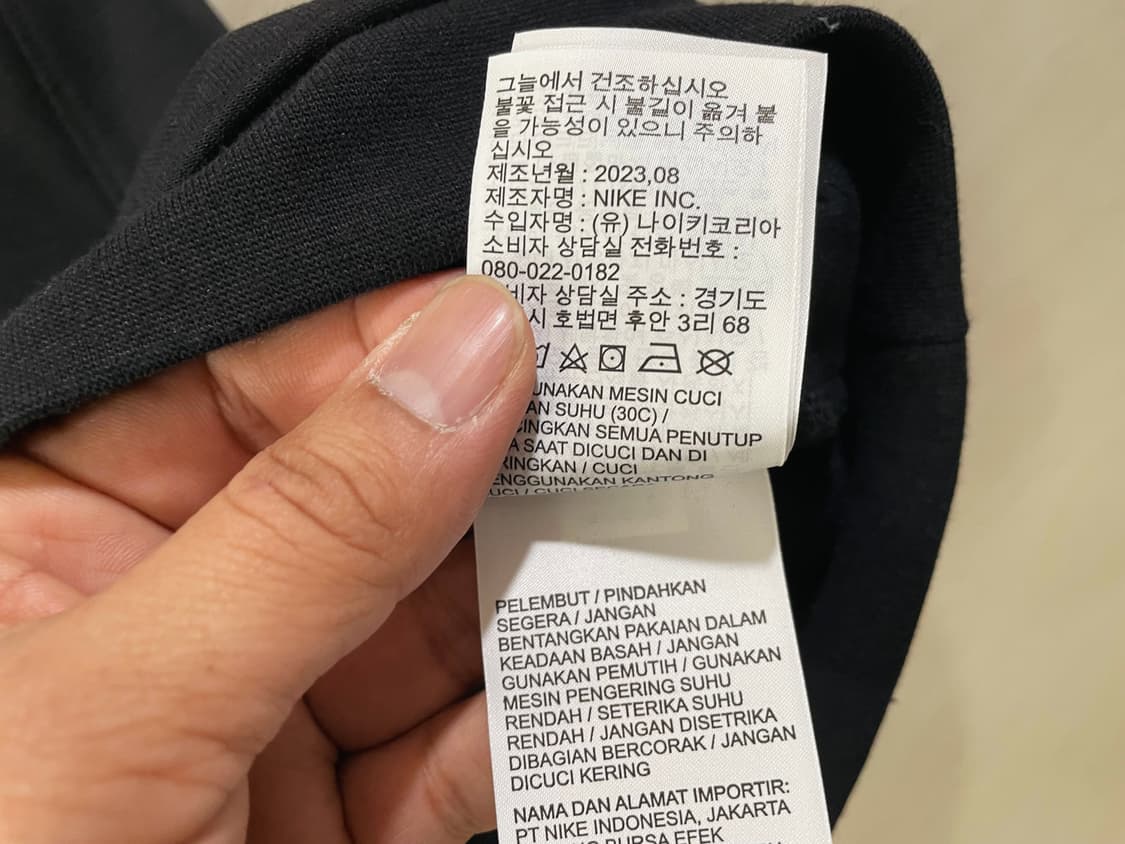 그늘에서 건조하십시오
불꽃 접근 시 불길이 옮겨 붙
을 가능성이 있으니 주의하
십시오
제조년월 : 2023,08
제조자명 : NIKE INC.
수입자명 : (유) 나이키코리아
소비자 상담실 전화번호 :
080-022-0182
상담실 주소 : 경기도
호법면 후안 3리 68
MESIN CUCI
SUHU (30C) /
SEMUA PENUTUP
SAAT DICUCI DAN DI
/ CUCI
KANTONG
PELEMBUT / PINDAHKAN
SEGERA / JANGAN
BENTANGKAN PAKAIAN DALAM
KEADAAN BASAH / JANGAN
GUNAKAN PEMUTIH / GUNAKAN
MESIN PENGERING SUHU
RENDAH / SETERIKA SUHU
RENDAH / JANGAN DISETRIKA
DIBAGIAN BERCORAK / JANGAN
DICUCI KERING
NAMA DAN ALAMAT IMPORTIR:
PT NIKE INDONESIA, JAKARTA
BURSA EFEK